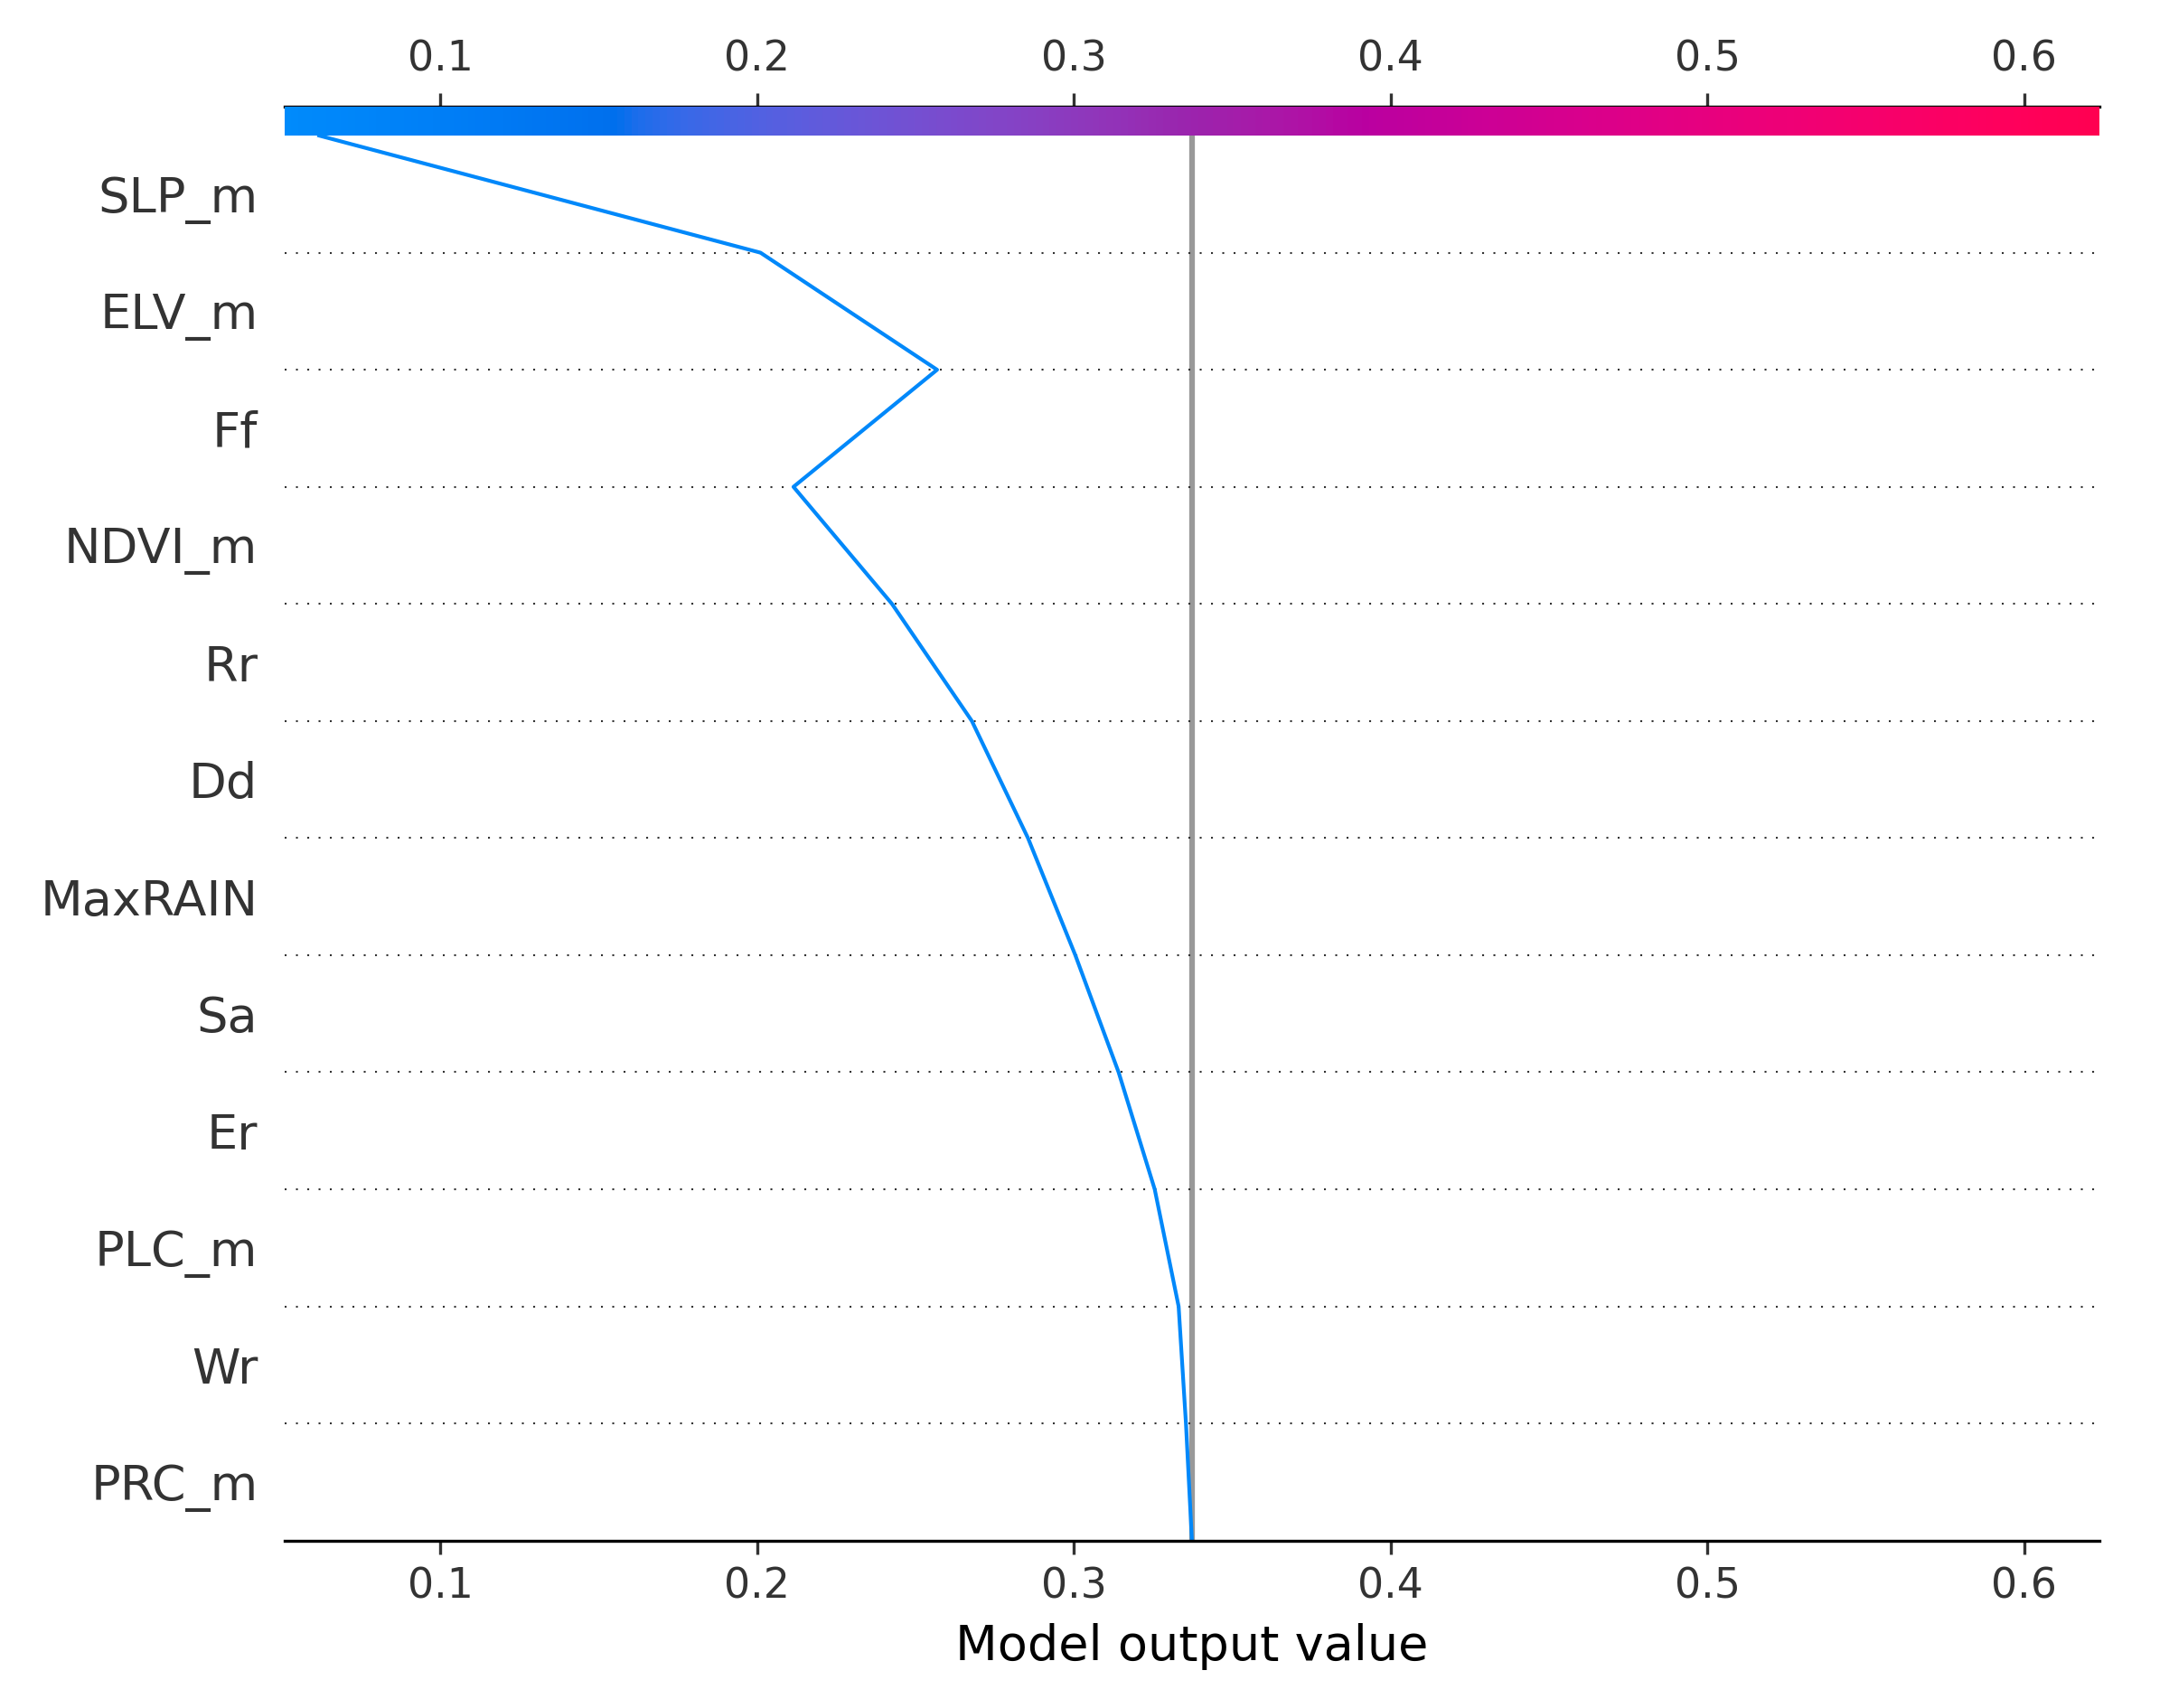 0.1 0.2 0.3 0.4 0.5 0.6
SLP_m
ELV_m
Ff
NDVI_m
Rr
Dd
MaxRAIN
Sa
Er
PLC_m
Wr
PRC_m
0.1 0.2 0.3 0.4 0.5 0.6
Model output value